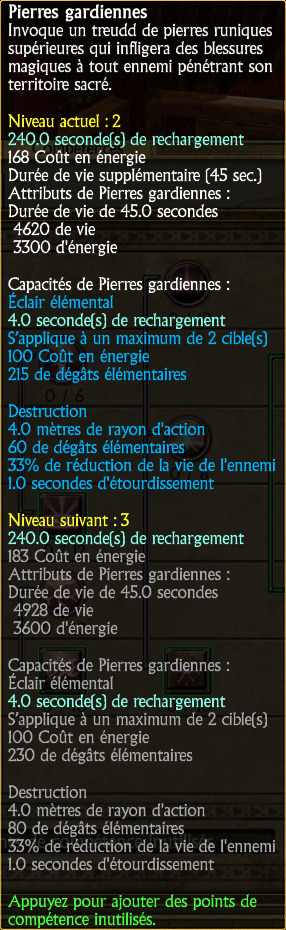 Pierres gardiennes
Invoque un treudd de pierres runiques
supérieures qui infligera des blessures
magiques à tout ennemi pénétrant son
territoire sacré.
Niveau actuel : 2
240.0 seconde(s) de rechargement
168 Coût en énergie
Durée de vie supplémentaire (45 sec.)
Attributs de Pierres gardiennes :
Durée de vie de 45.0 secondes
4620 de vie
3300 d'énergie
Capacités de Pierres gardiennes :
Éclair élémental
4.0 seconde(s) de rechargement
S'applique à un maximum de 2 cible(s)
100 Coût en énergie
215 de dégâts élémentaires
Destruction
4.0 mètres de rayon d'action
60 de dégâts élémentaires
33% de réduction de la vie de l'ennemi
1.0 secondes d'étourdissement
Niveau suivant : 3
240.0 seconde(s) de rechargement
183 Coût en énergie
Attributs de Pierres gardiennes :
Durée de vie de 45.0 secondes
4928 de vie
3600 d'énergie
Capacités de Pierres gardiennes :
Éclair élémental
4.0 seconde(s) de rechargement
S'applique à un maximum de 2 cible(s)
100 Coût en énergie
230 de dégâts élémentaires
Destruction
4.0 mètres de rayon d'action
80 de dégâts élémentaires
33% de réduction de la vie de l'ennemi
1.0 secondes d'étourdissement
Appuyez pour ajouter des points de
compétence inutilisés.